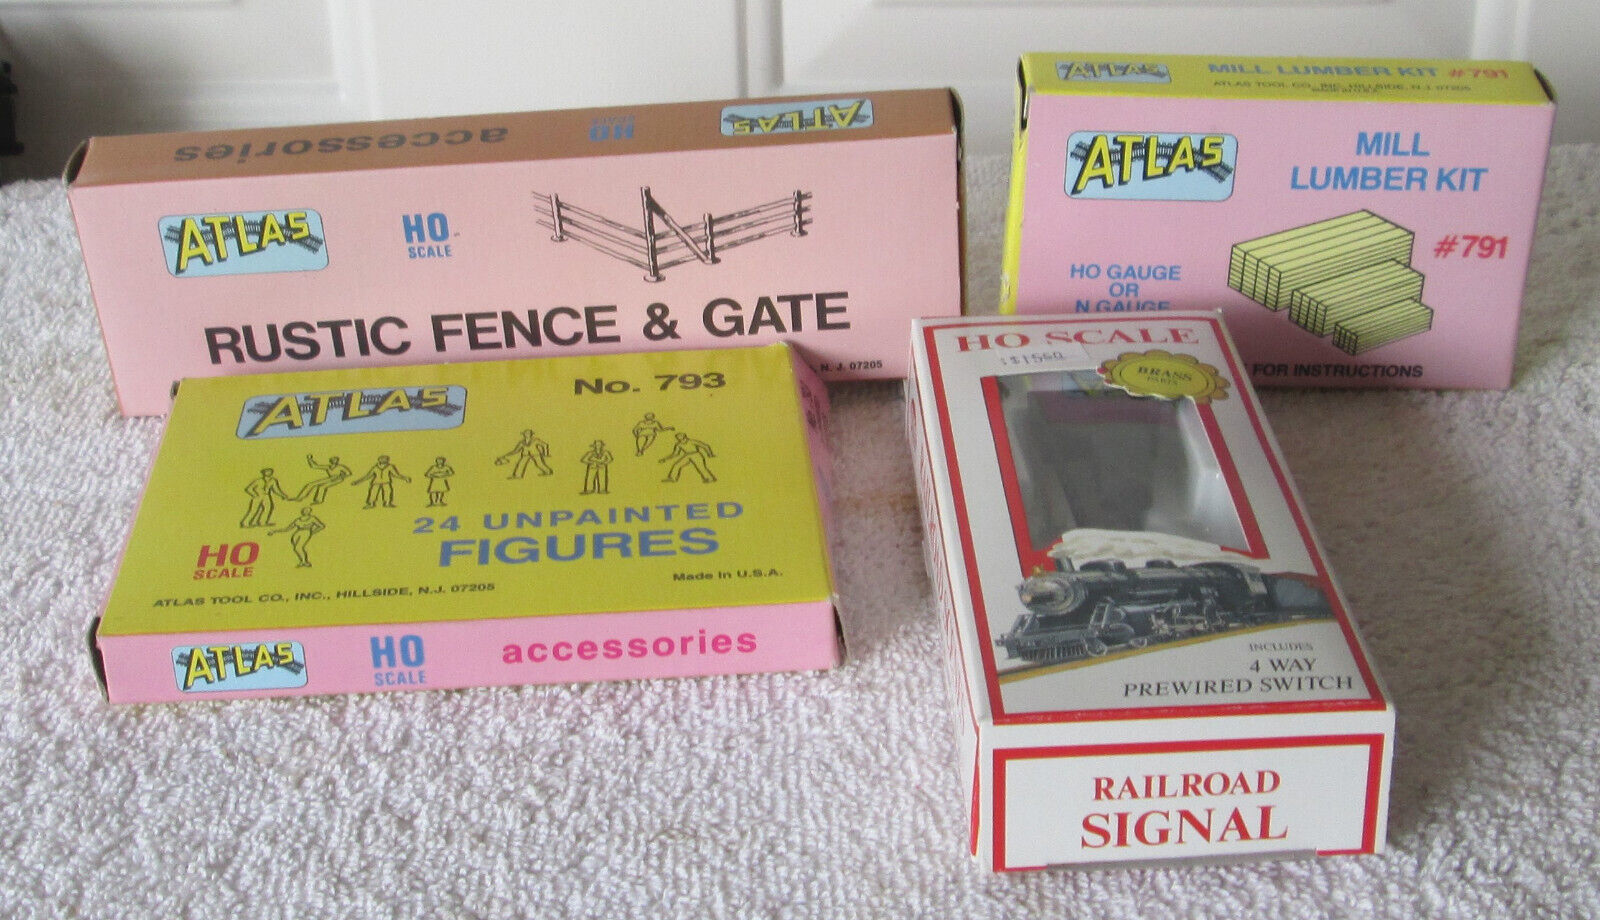 accessories
HO
SCALE
ATLAS
ATLAS
HO
SCALE
RUSTIC FENCE & GATE
N. J. 07205
ATLAS
MILL LUMBER KIT #791
ATLAS TOOL CO., INC. HILLSIDE, N.J. 07205
ATLAS
MILL
LUMBER KIT
#791
HO GAUGE
OR
N GAUGE
FOR INSTRUCTIONS
ATLAS
No. 793
24 UNPAINTED
FIGURES
HO
SCALE
Made in U.S.A.
ATLAS TOOL CO., INC., HILLSIDE, N.J. 07205
ATLAS
HO
SCALE
accessories
HO SCALE
BRASS
PARTS
INCLUDES
4 WAY
PREWIRED SWITCH
RAILROAD
SIGNAL